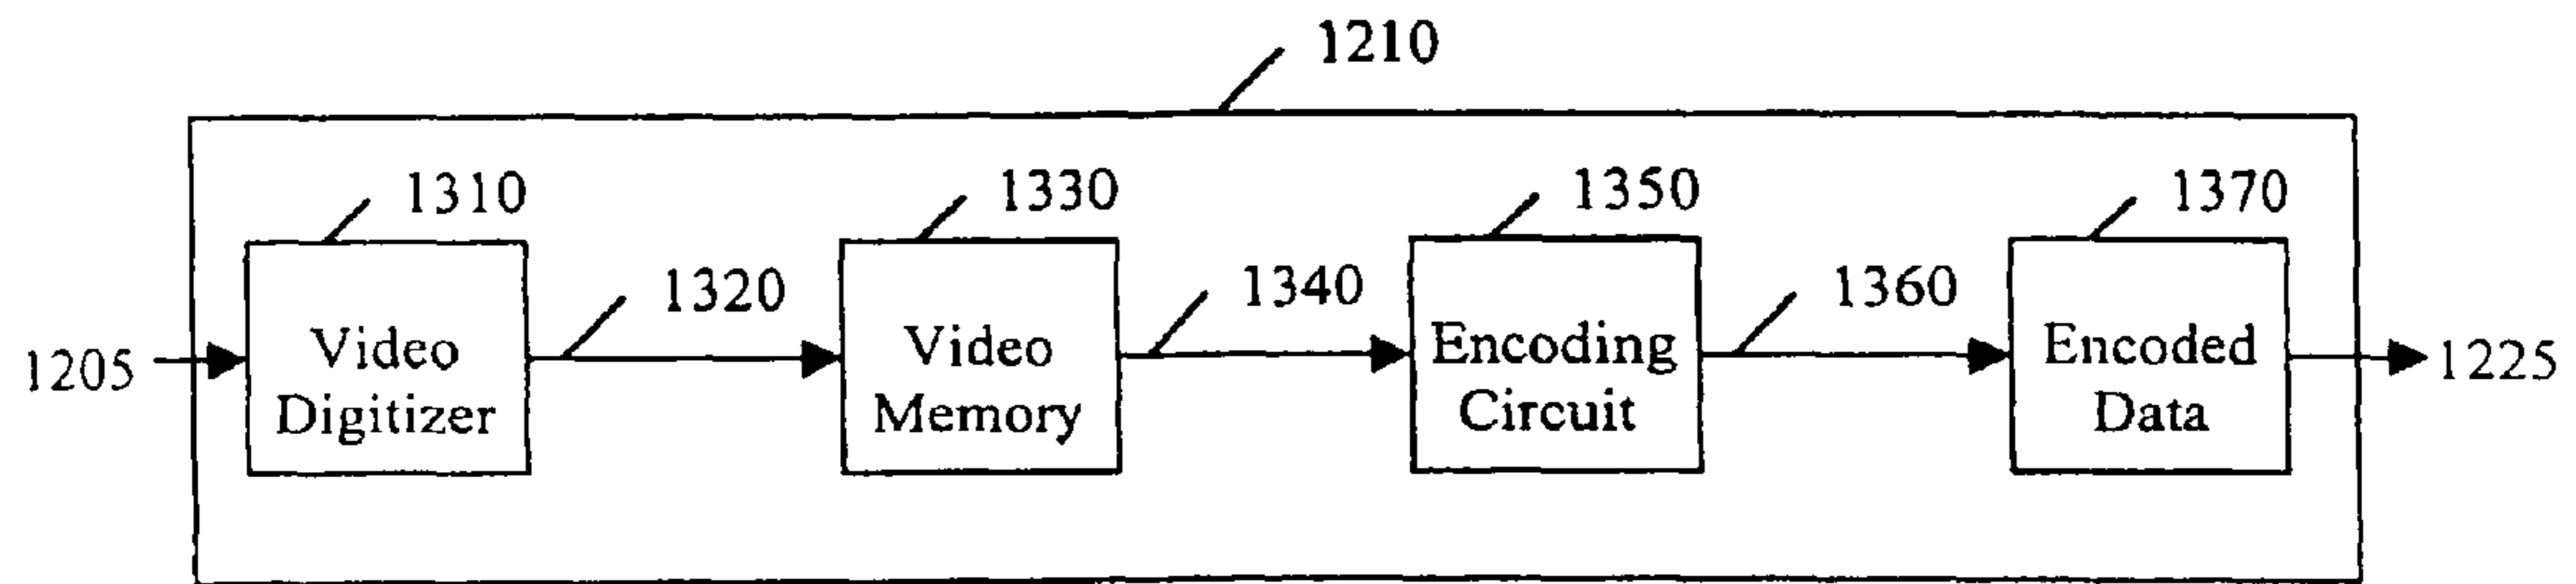 1210
1310
1330
1350
1370
1320
1340
1360
1205
Video
Digitizer
Video
Memory
Encoding
Circuit
Encoded
Data
1225